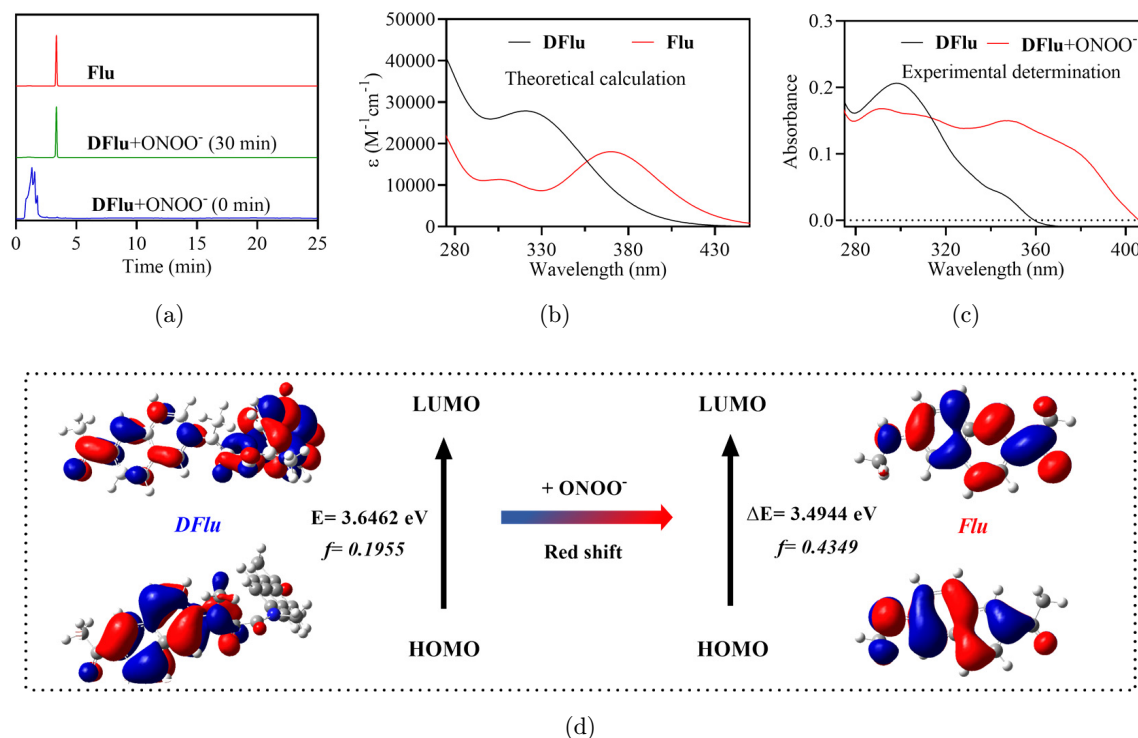 Flu
DFlu+ONOO⁻ (30 min)
DFlu+ONOO⁻ (0 min)
0 5 10 15 20 25
Time (min)
(a)
50000
40000
30000
20000
10000
0
ε (M⁻¹cm⁻¹)
DFlu Flu
Theoretical calculation
280 330 380 430
Wavelength (nm)
(b)
0.3
0.2
0.1
0.0
Absorbance
DFlu DFlu+ONOO⁻
Experimental determination
280 320 360 400
Wavelength (nm)
(c)
LUMO LUMO
DFlu
E= 3.6462 eV
f= 0.1955
+ ONOO⁻
Red shift
ΔE= 3.4944 eV
f= 0.4349
Flu
HOMO HOMO
(d)